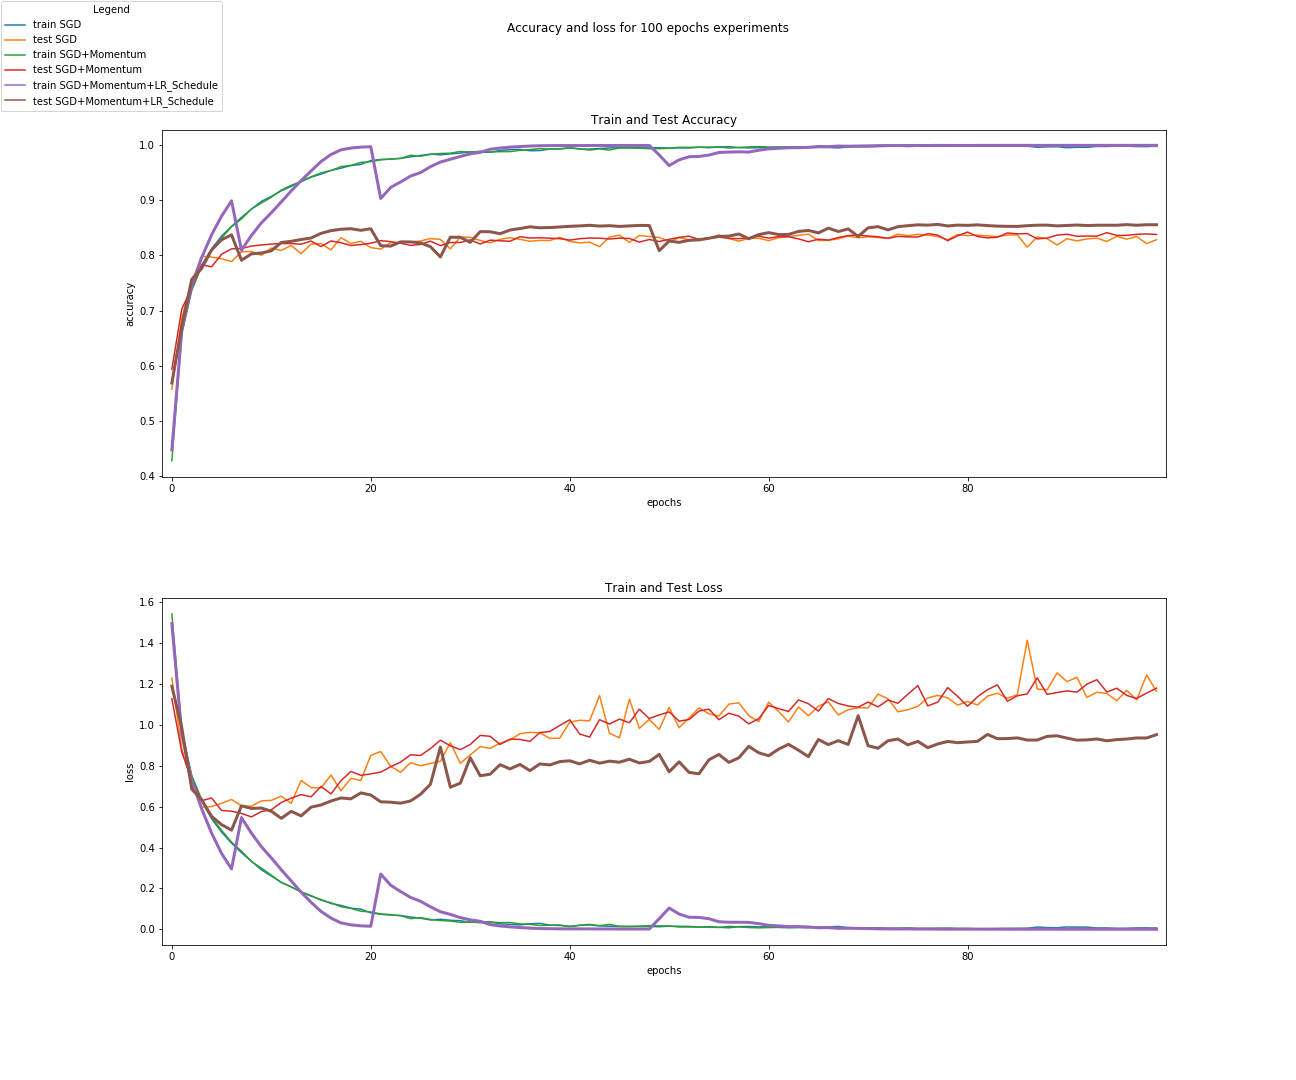 Legend
train SGD
test SGD
train SGD+Momentum
test SGD+Momentum
train SGD+Momentum+LR_Schedule
test SGD+Momentum+LR_Schedule
Accuracy and loss for 100 epochs experiments
Train and Test Accuracy
1.0
0.9
0.8
0.7
0.6
0.5
0.4
accuracy
0 20 40 60 80
epochs
Train and Test Loss
1.6
1.4
1.2
1.0
0.8
0.6
0.4
0.2
0.0
loss
0 20 40 60 80
epochs